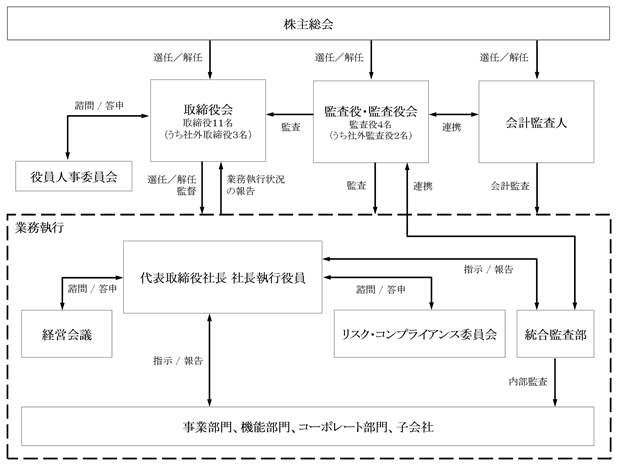 株主総会
選任／解任
選任／解任
選任／解任
取締役会
取締役11名
（うち社外取締役3名）
監査役・監査役会
監査役4名
（うち社外監査役2名）
会計監査人
諮問 / 答申
監査
連携
役員人事委員会
選任／解任
監督
業務執行状況
の報告
監査
連携
会計監査
業務執行
代表取締役社長 社長執行役員
指示 / 報告
諮問 / 答申
諮問 / 答申
経営会議
リスク・コンプライアンス委員会
統合監査部
指示 / 報告
内部監査
事業部門、機能部門、コーポレート部門、子会社